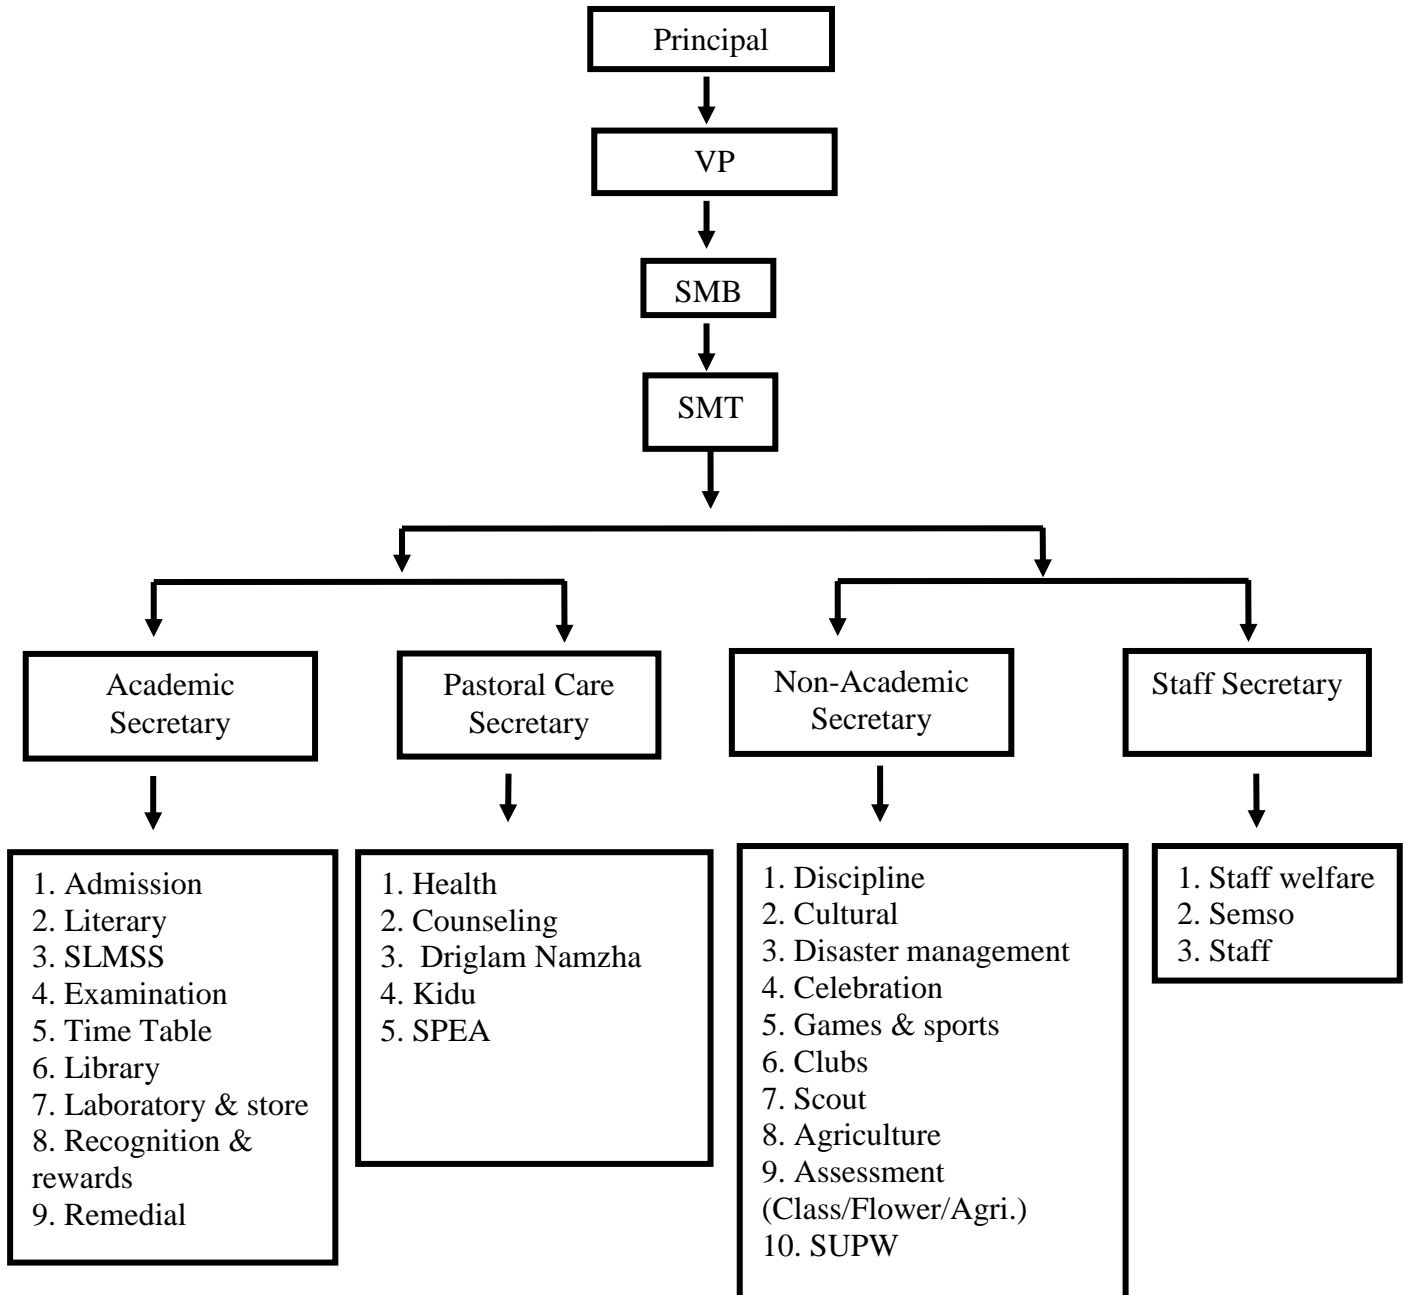 Principal
VP
SMB
SMT
Academic
Secretary
Pastoral Care
Secretary
Non-Academic
Secretary
Staff Secretary
1. Admission
2. Literary
3. SLMSS
4. Examination
5. Time Table
6. Library
7. Laboratory & store
8. Recognition &
rewards
9. Remedial
1. Health
2. Counseling
3. Driglam Namzha
4. Kidu
5. SPEA
1. Discipline
2. Cultural
3. Disaster management
4. Celebration
5. Games & sports
6. Clubs
7. Scout
8. Agriculture
9. Assessment
(Class/Flower/Agri.)
10. SUPW
1. Staff welfare
2. Semso
3. Staff